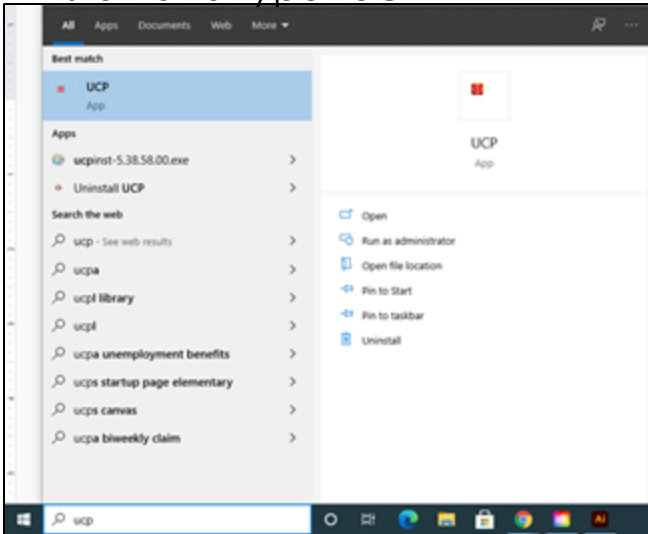 All Apps Documents Web More
Best match
UCP
App
Apps
ucpinst-5.38.58.00.exe
Uninstall UCP
Search the web
ucp - See web results
ucpa
ucpl library
ucpl
ucpa unemployment benefits
ucps startup page elementary
ucps canvas
ucpa biweekly claim
UCP
App
Open
Run as administrator
Open file location
Pin to Start
Pin to taskbar
Uninstall
ucp
Ai